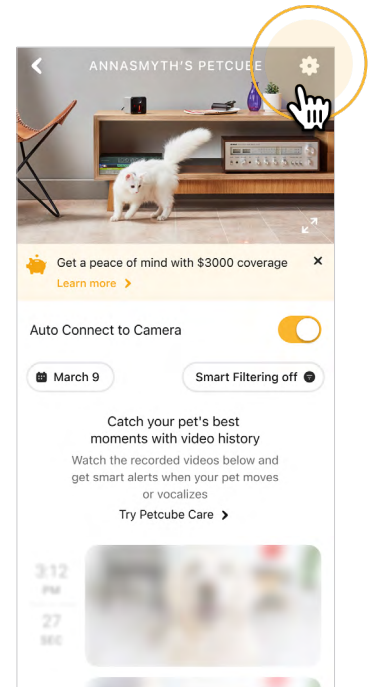 ANNASMYTH'S PETCUBE
Get a peace of mind with $3000 coverage
Learn more
Auto Connect to Camera
March 9
Smart Filtering off
Catch your pet's best
moments with video history
Watch the recorded videos below and
get smart alerts when your pet moves
or vocalizes
Try Petcube Care
3:12
PM
27
SEC